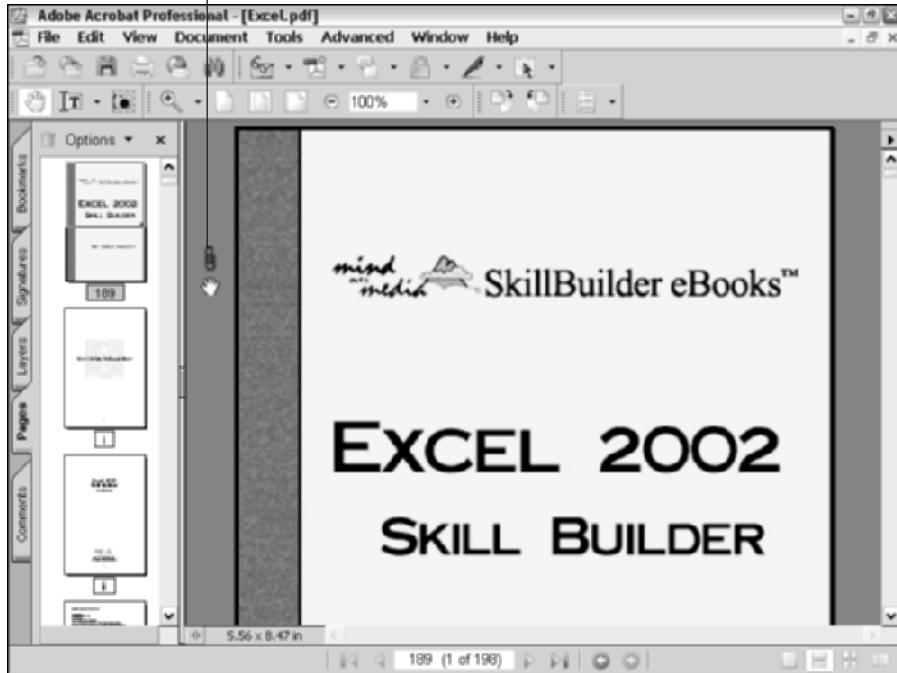 Adobe Acrobat Professional - [Excel.pdf]
File Edit View Document Tools Advanced Window Help
100%
Options
Bookmarks
Signatures
Layers
Pages
Comments
EXCEL 2002
SKILL BUILDER
189
i
ii
mind
media
SkillBuilder eBooks™
EXCEL 2002
SKILL BUILDER
5.56 x 8.47 in
189 (1 of 198)